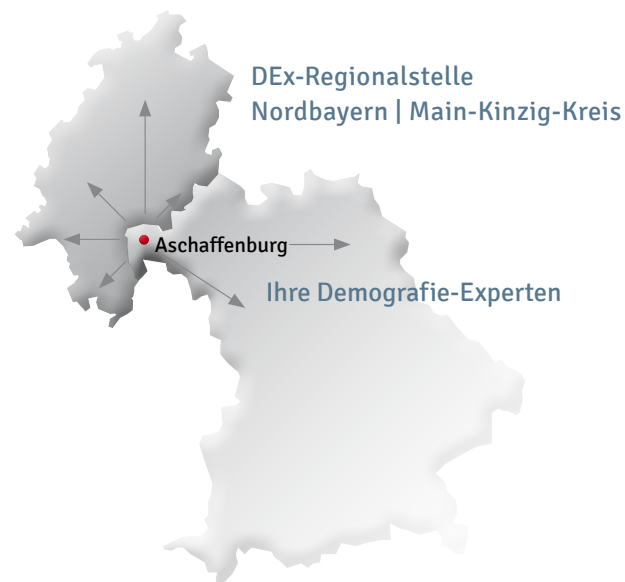 DEx-Regionalstelle
Nordbayern | Main-Kinzig-Kreis
Aschaffenburg
Ihre Demografie-Experten